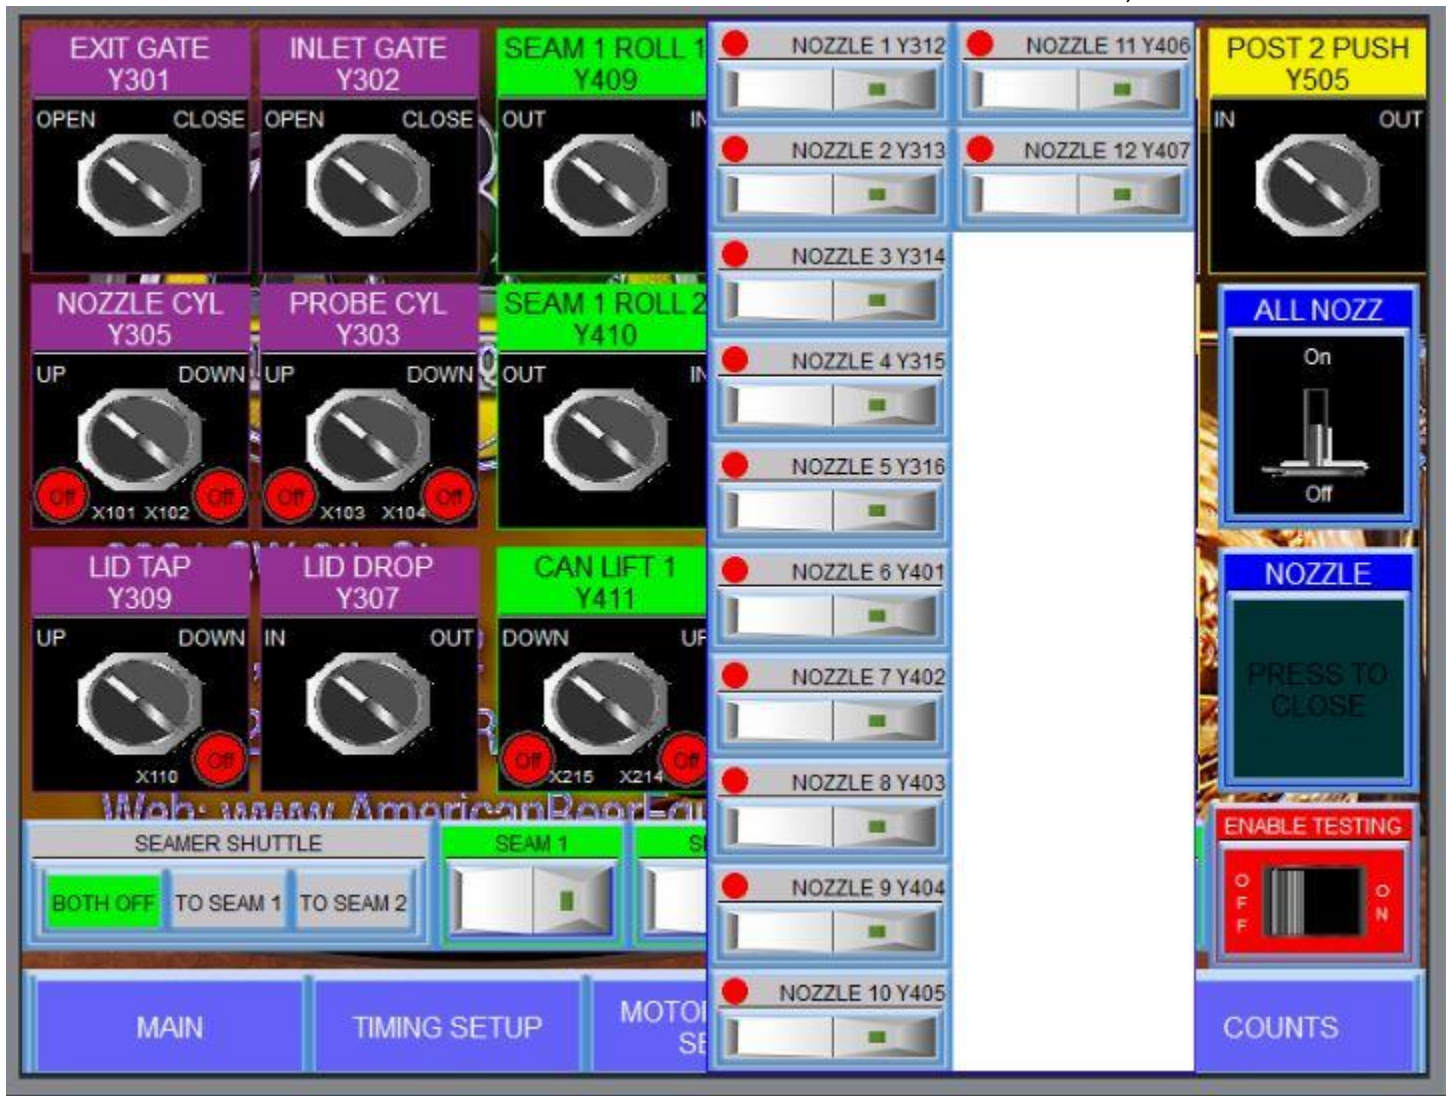 EXIT GATE
Y301
OPEN CLOSE
INLET GATE
Y302
OPEN CLOSE
SEAM 1 ROLL 1
Y409
OUT IN
NOZZLE 1 Y312
NOZZLE 11 Y406
NOZZLE 2 Y313
NOZZLE 12 Y407
POST 2 PUSH
Y505
IN OUT
NOZZLE CYL
Y305
UP DOWN
Off Off
X101 X102
PROBE CYL
Y303
UP DOWN
Off Off
X103 X104
SEAM 1 ROLL 2
Y410
OUT IN
NOZZLE 3 Y314
NOZZLE 4 Y315
NOZZLE 5 Y316
ALL NOZZ
On
Off
LID TAP
Y309
UP DOWN
Off
X110
LID DROP
Y307
IN OUT
CAN LIFT 1
Y411
DOWN UP
Off Off
X215 X214
NOZZLE 6 Y401
NOZZLE 7 Y402
NOZZLE 8 Y403
NOZZLE
PRESS TO
CLOSE
Web: www.AmericanBeerEqu
SEAMER SHUTTLE
BOTH OFF TO SEAM 1 TO SEAM 2
SEAM 1
NOZZLE 9 Y404
NOZZLE 10 Y405
ENABLE TESTING
OFF ON
MAIN
TIMING SETUP
COUNTS